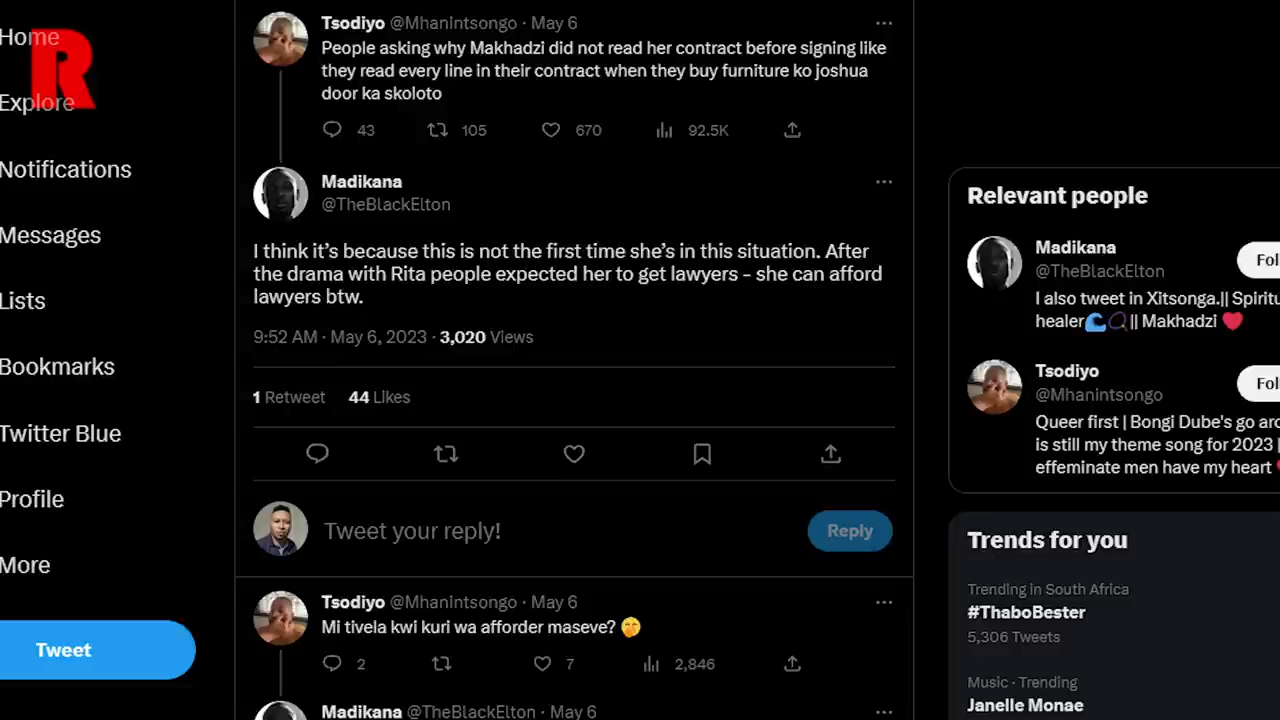 R
Home
Explore
Notifications
Messages
Lists
Bookmarks
Twitter Blue
Profile
More
Tweet
Tsodiyo @Mhanintsongo · May 6
People asking why Makhadzi did not read her contract before signing like
they read every line in their contract when they buy furniture ko joshua
door ka skoloto
43 105 670 92.5K
Madikana
@TheBlackElton
I think it's because this is not the first time she's in this situation. After
the drama with Rita people expected her to get lawyers - she can afford
lawyers btw.
9:52 AM · May 6, 2023 · 3,020 Views
1 Retweet 44 Likes
Tweet your reply!
Reply
Tsodiyo @Mhanintsongo · May 6
Mi tivela kwi kuri wa afforder maseve? 🤭
2 7 2,846
Madikana @TheBlackElton · May 6
Relevant people
Madikana
@TheBlackElton
Fol
I also tweet in Xitsonga.|| Spiritu
healer🌊📿|| Makhadzi ❤️
Tsodiyo
@Mhanintsongo
Fol
Queer first | Bongi Dube's go aro
is still my theme song for 2023 |
effeminate men have my heart
Trends for you
Trending in South Africa
#ThaboBester
5,306 Tweets
Music · Trending
Janelle Monae